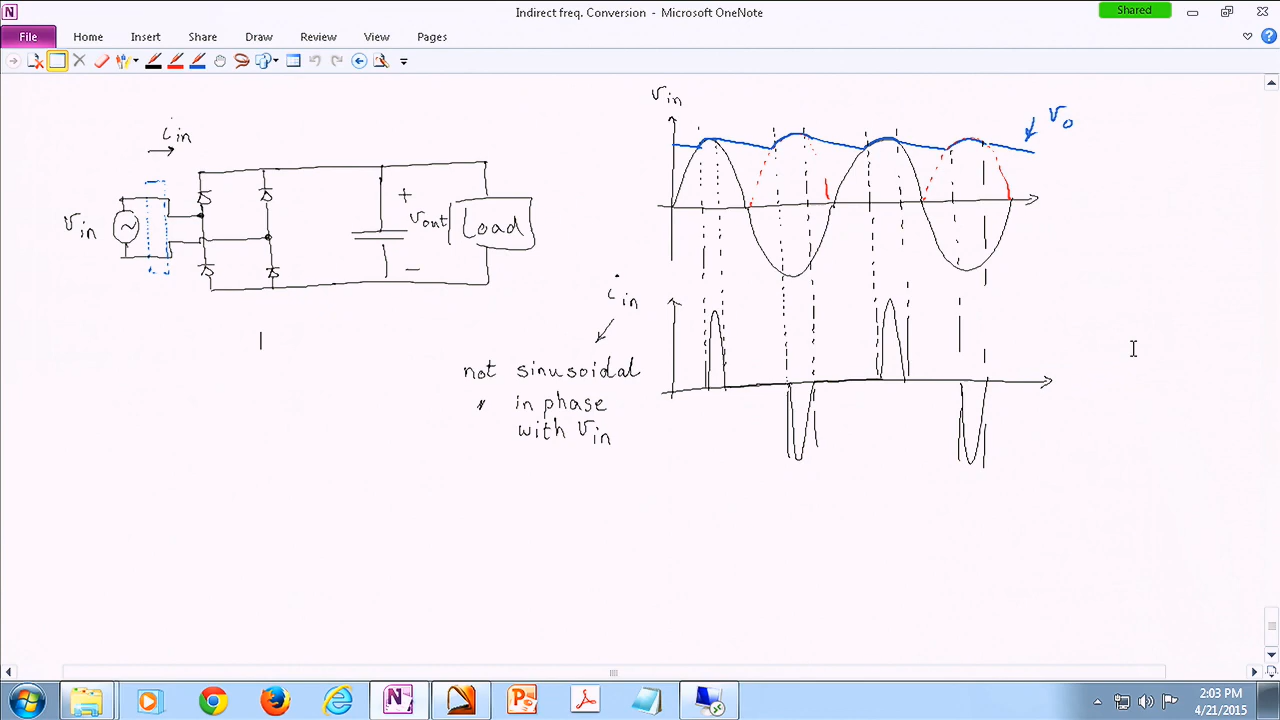 Indirect freq. Conversion - Microsoft OneNote
Shared
File Home Insert Share Draw Review View Pages
iin
vin
+
vout
-
Load
vin
vo
iin
not sinusoidal
in phase
with vin
2:03 PM
4/21/2015